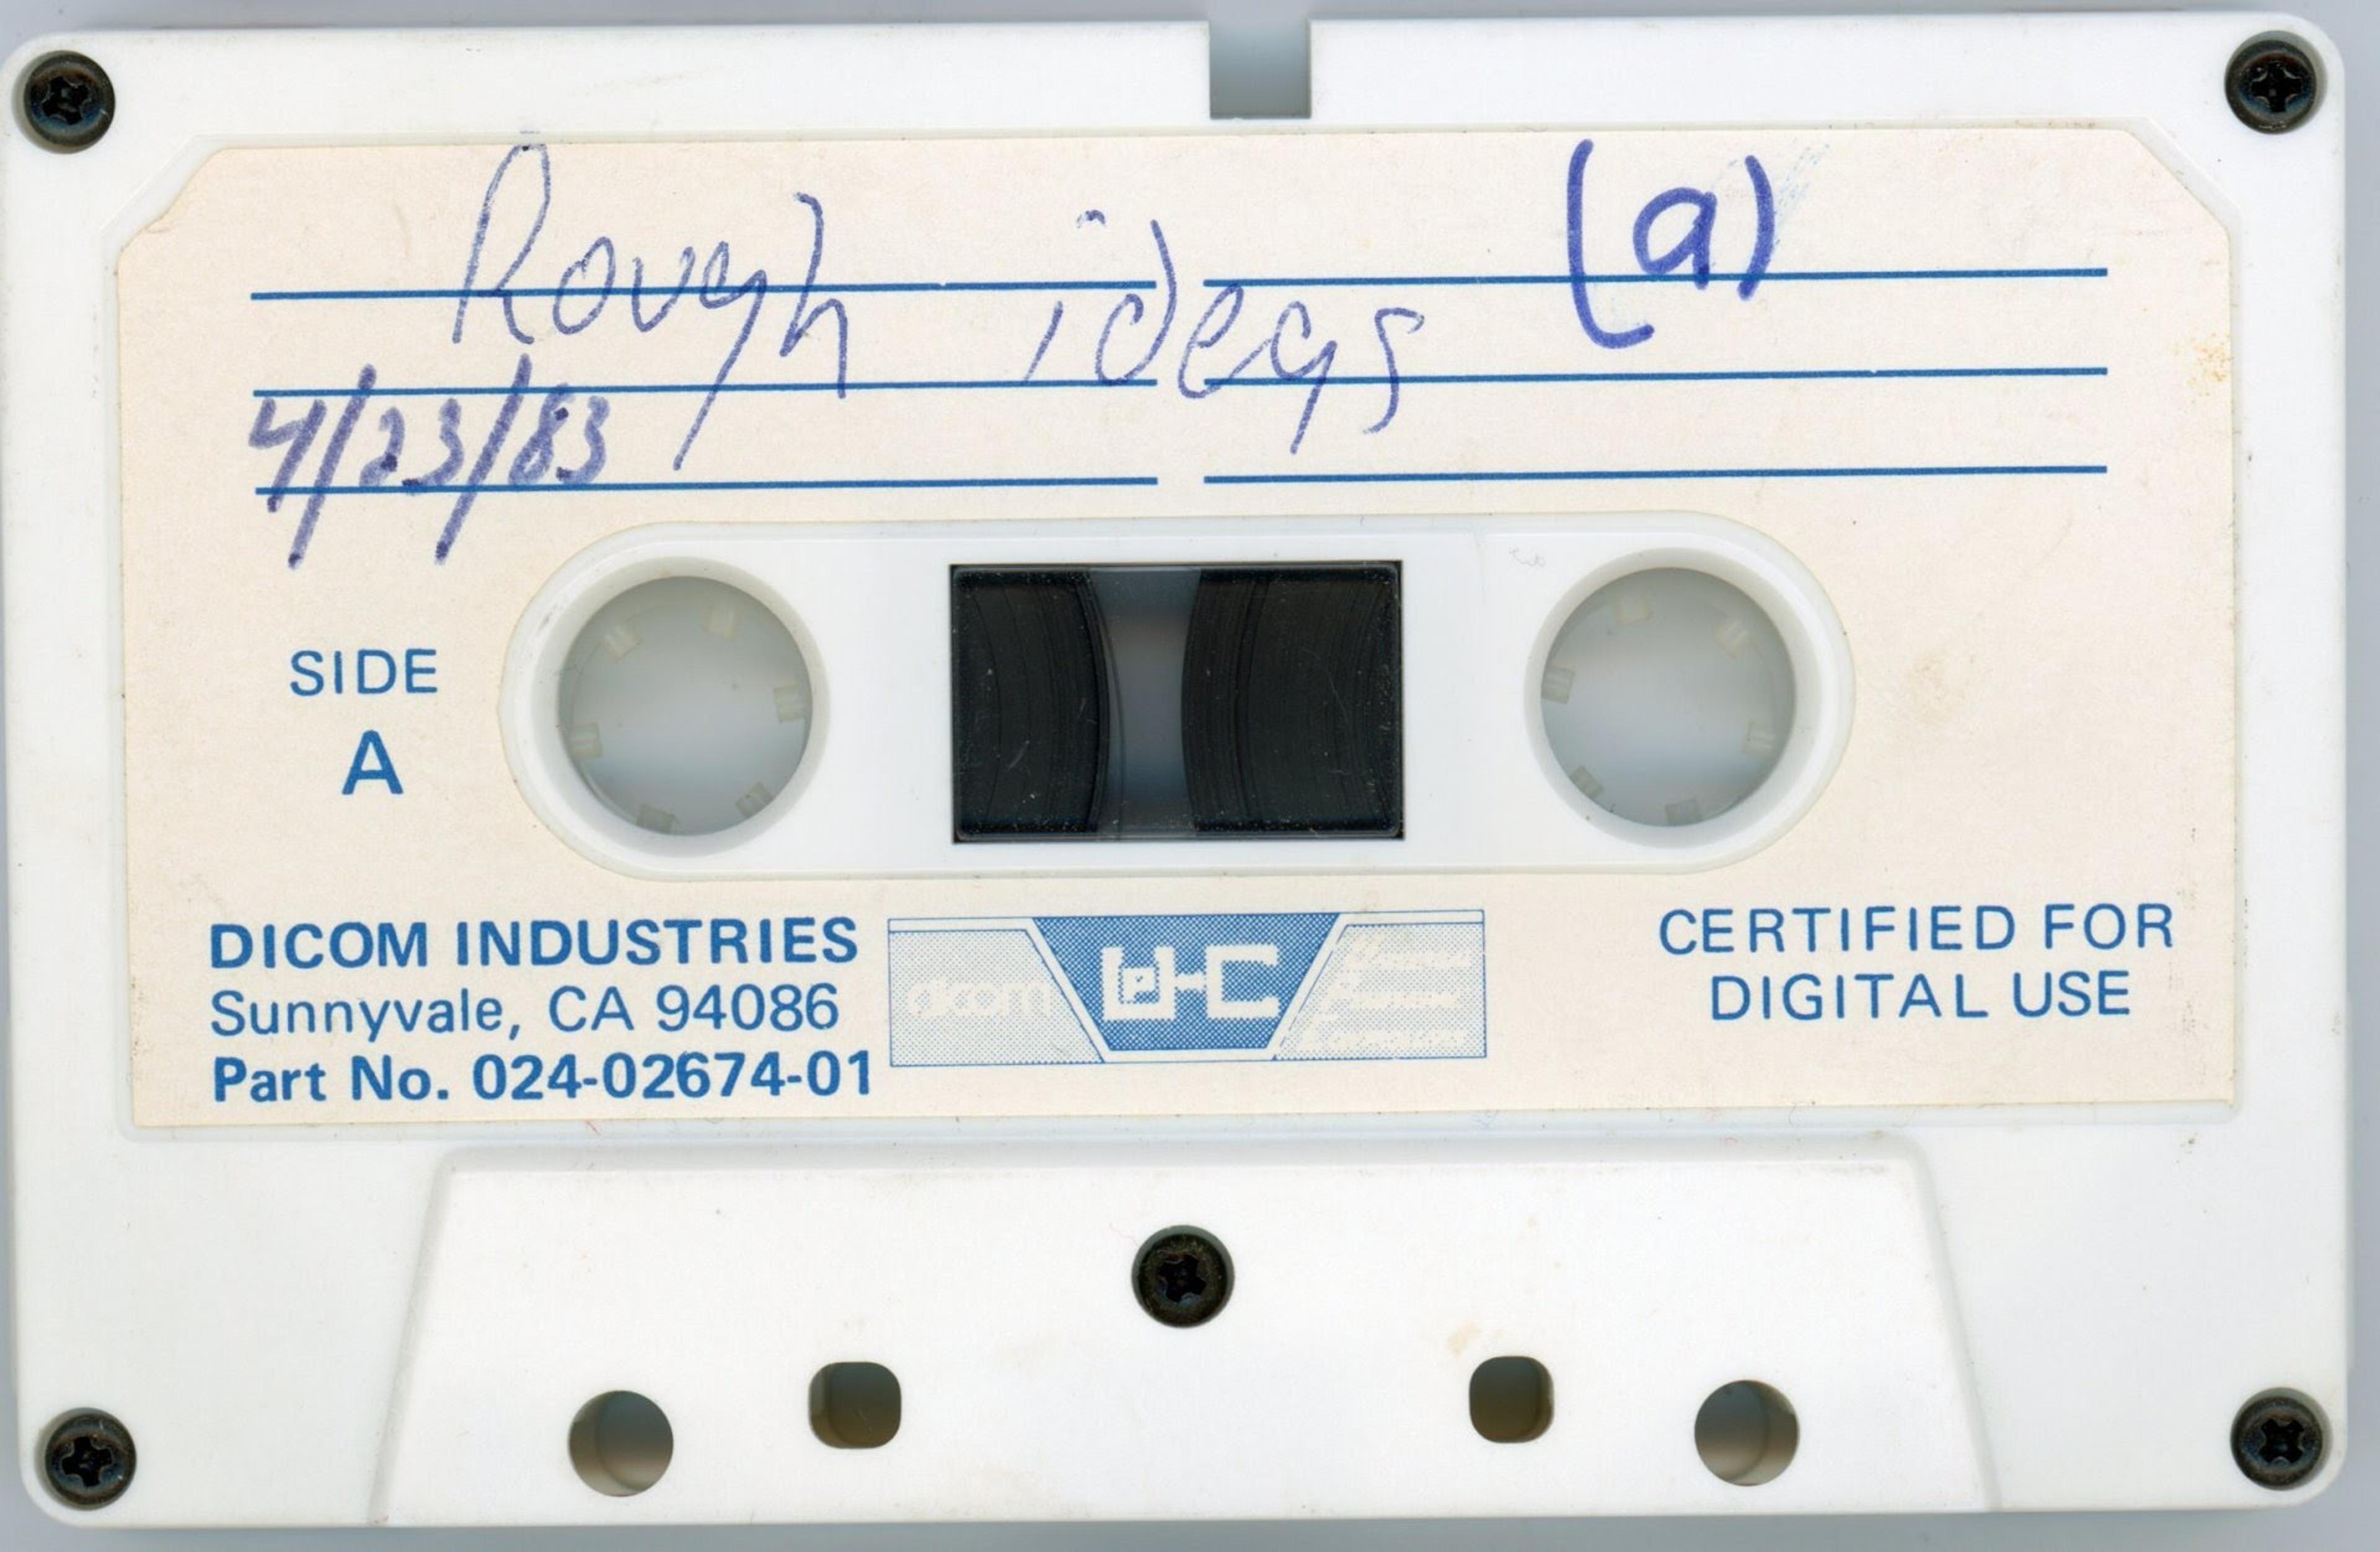 Rough ideas (a)
4/23/83
SIDE
A
DICOM INDUSTRIES
Sunnyvale, CA 94086
Part No. 024-02674-01
dicom
CERTIFIED FOR
DIGITAL USE